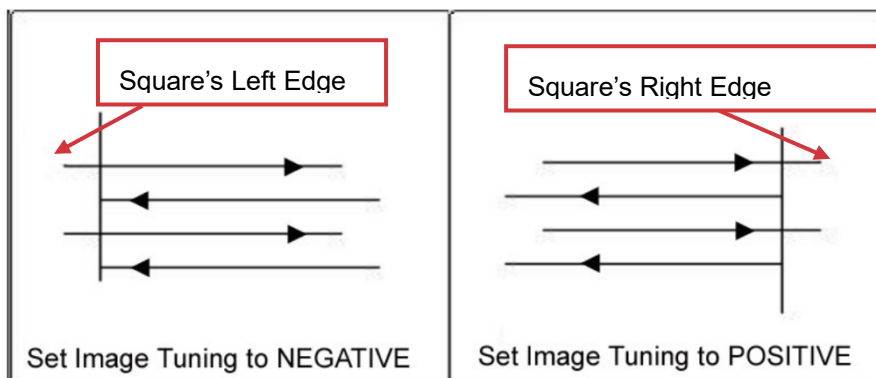 Square's Left Edge
Square's Right Edge
Set Image Tuning to NEGATIVE
Set Image Tuning to POSITIVE